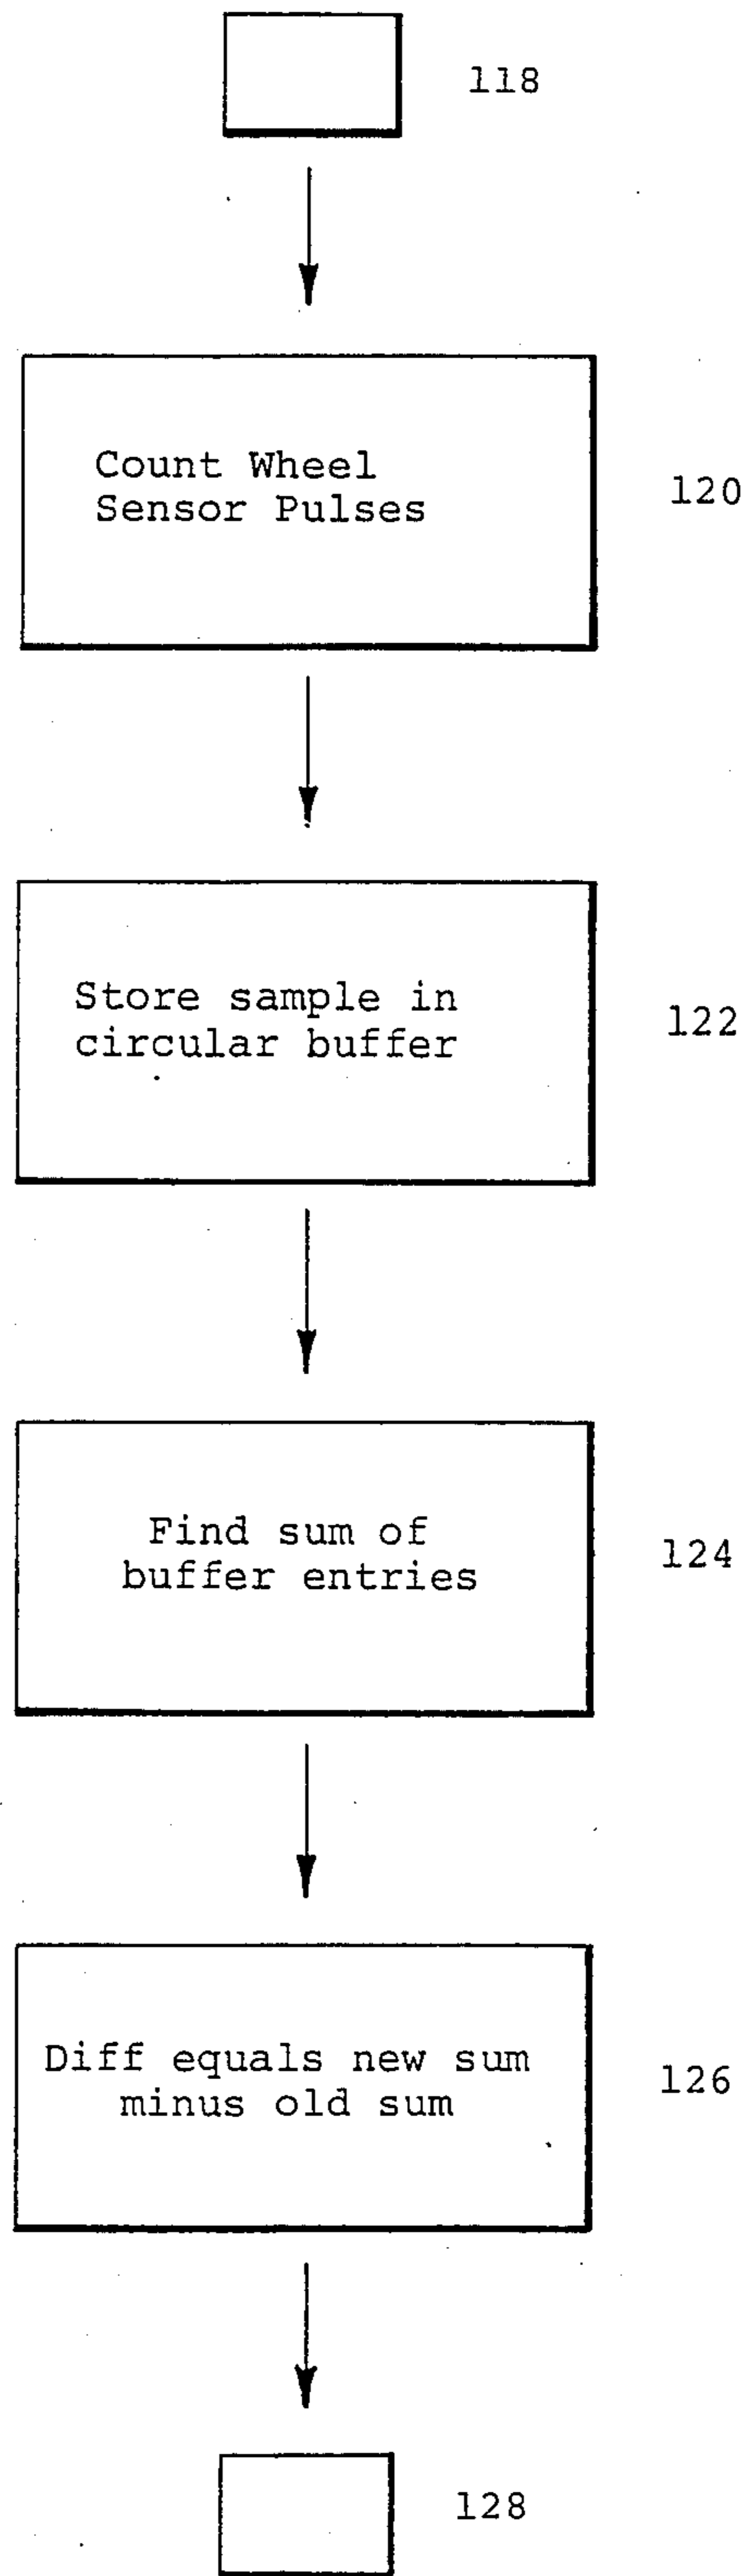 118
Count Wheel
Sensor Pulses
120
Store sample in
circular buffer
122
Find sum of
buffer entries
124
Diff equals new sum
minus old sum
126
128